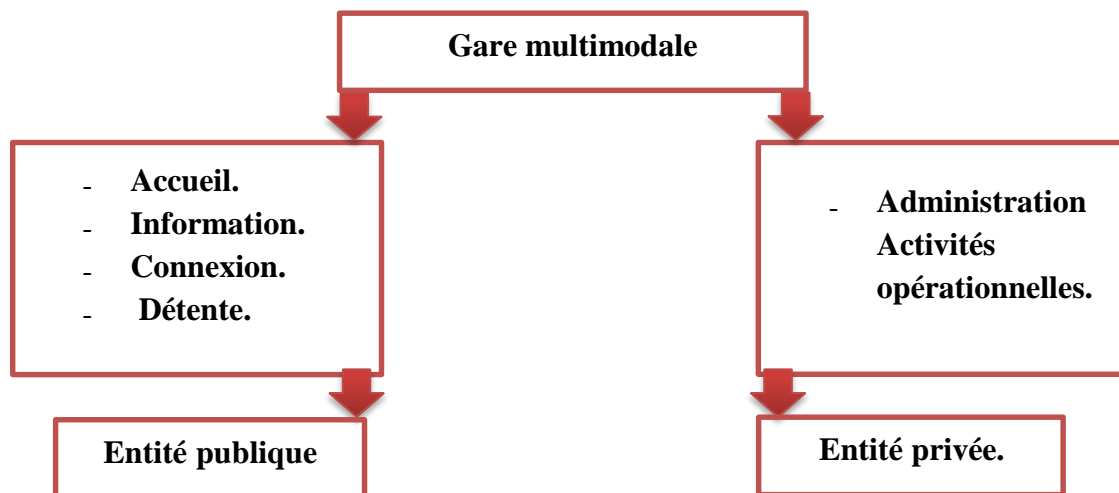 Gare multimodale
- Accueil.
- Information.
- Connexion.
- Détente.
- Administration
Activités
opérationnelles.
Entité publique
Entité privée.